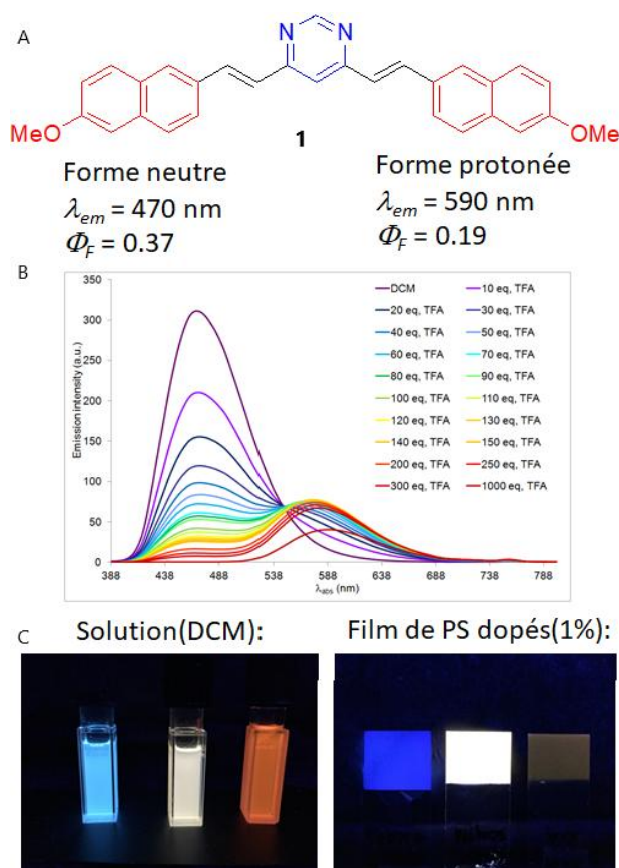 A
N N
MeO OMe
1
Forme neutre
λem = 470 nm
ΦF = 0.37
Forme protonée
λem = 590 nm
ΦF = 0.19
B
Emission intensity (a.u.)
350
300
250
200
150
100
50
0
DCM 10 eq, TFA
20 eq, TFA 30 eq, TFA
40 eq, TFA 50 eq, TFA
60 eq, TFA 70 eq, TFA
80 eq, TFA 90 eq, TFA
100 eq, TFA 110 eq, TFA
120 eq, TFA 130 eq, TFA
140 eq, TFA 150 eq, TFA
200 eq, TFA 250 eq, TFA
300 eq, TFA 1000 eq, TFA
388 438 488 538 588 638 688 738 788
λabs (nm)
C
Solution(DCM):
Film de PS dopés(1%):